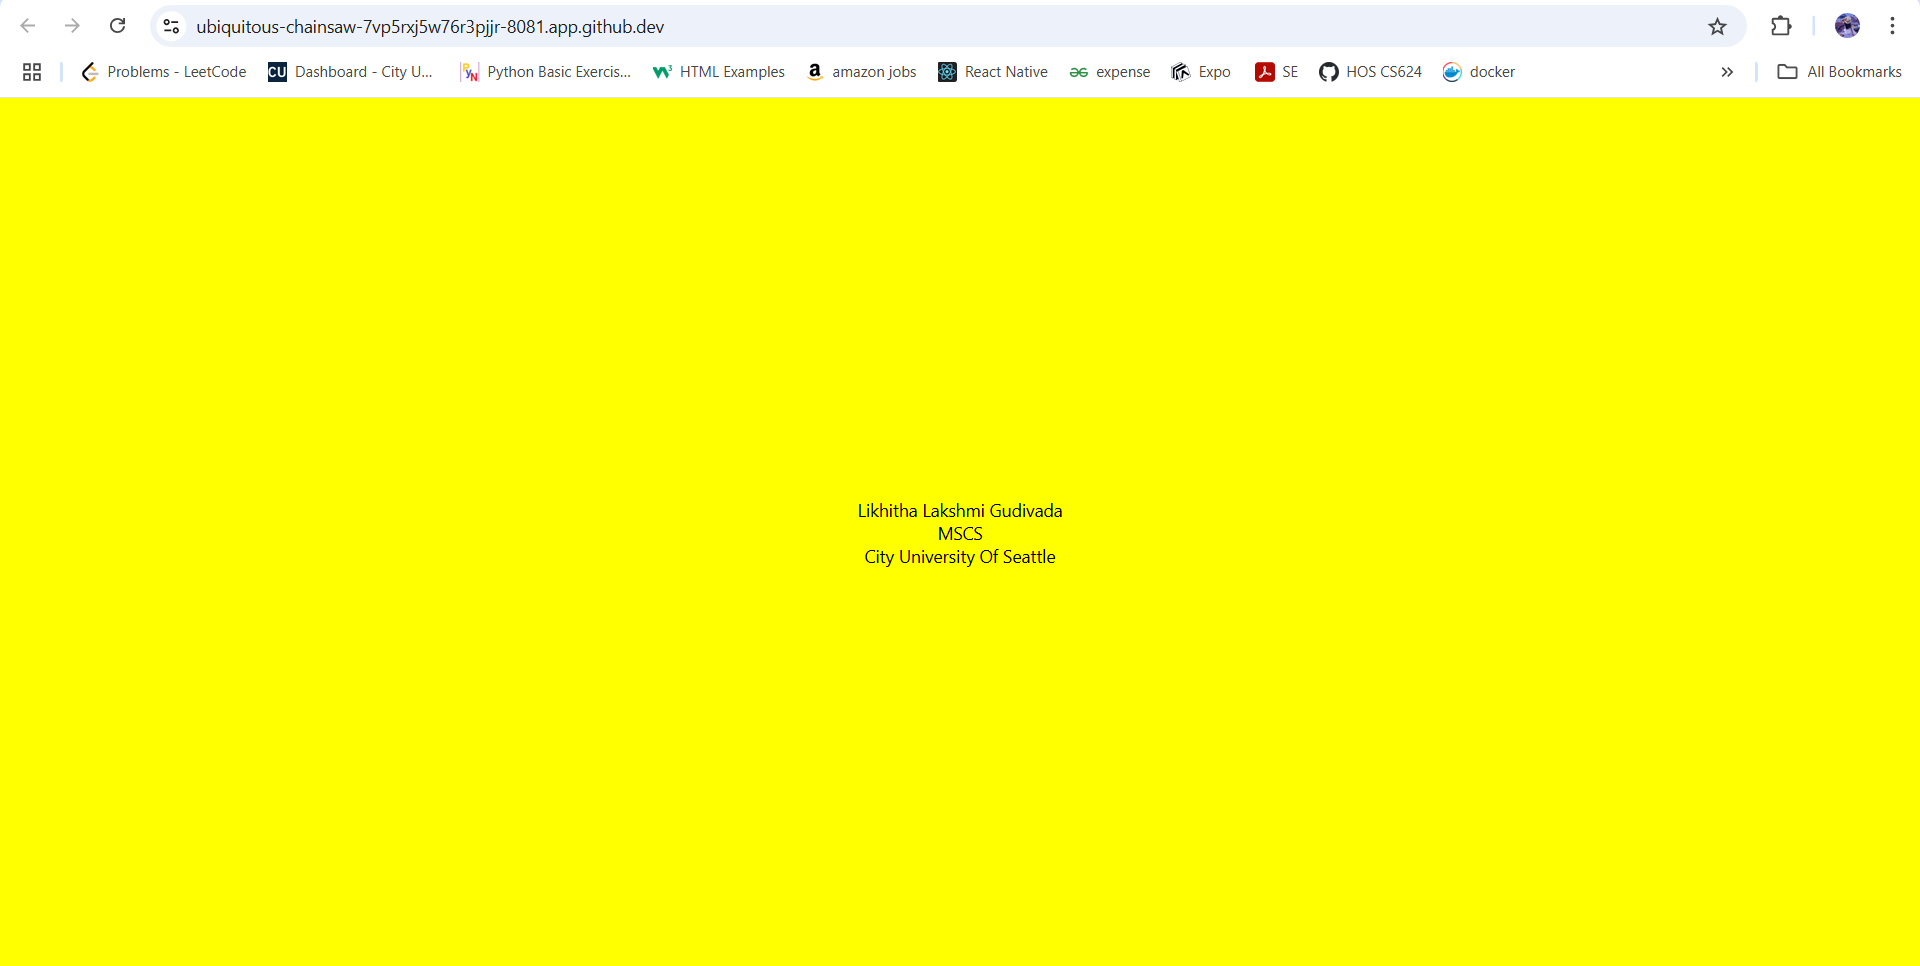 ubiquitous-chainsaw-7vp5rxj5w76r3pjjr-8081.app.github.dev
Problems - LeetCode CU Dashboard - City U... Python Basic Exercis... HTML Examples amazon jobs React Native expense Expo SE HOS CS624 docker » All Bookmarks
Likhitha Lakshmi Gudivada
MSCS
City University Of Seattle